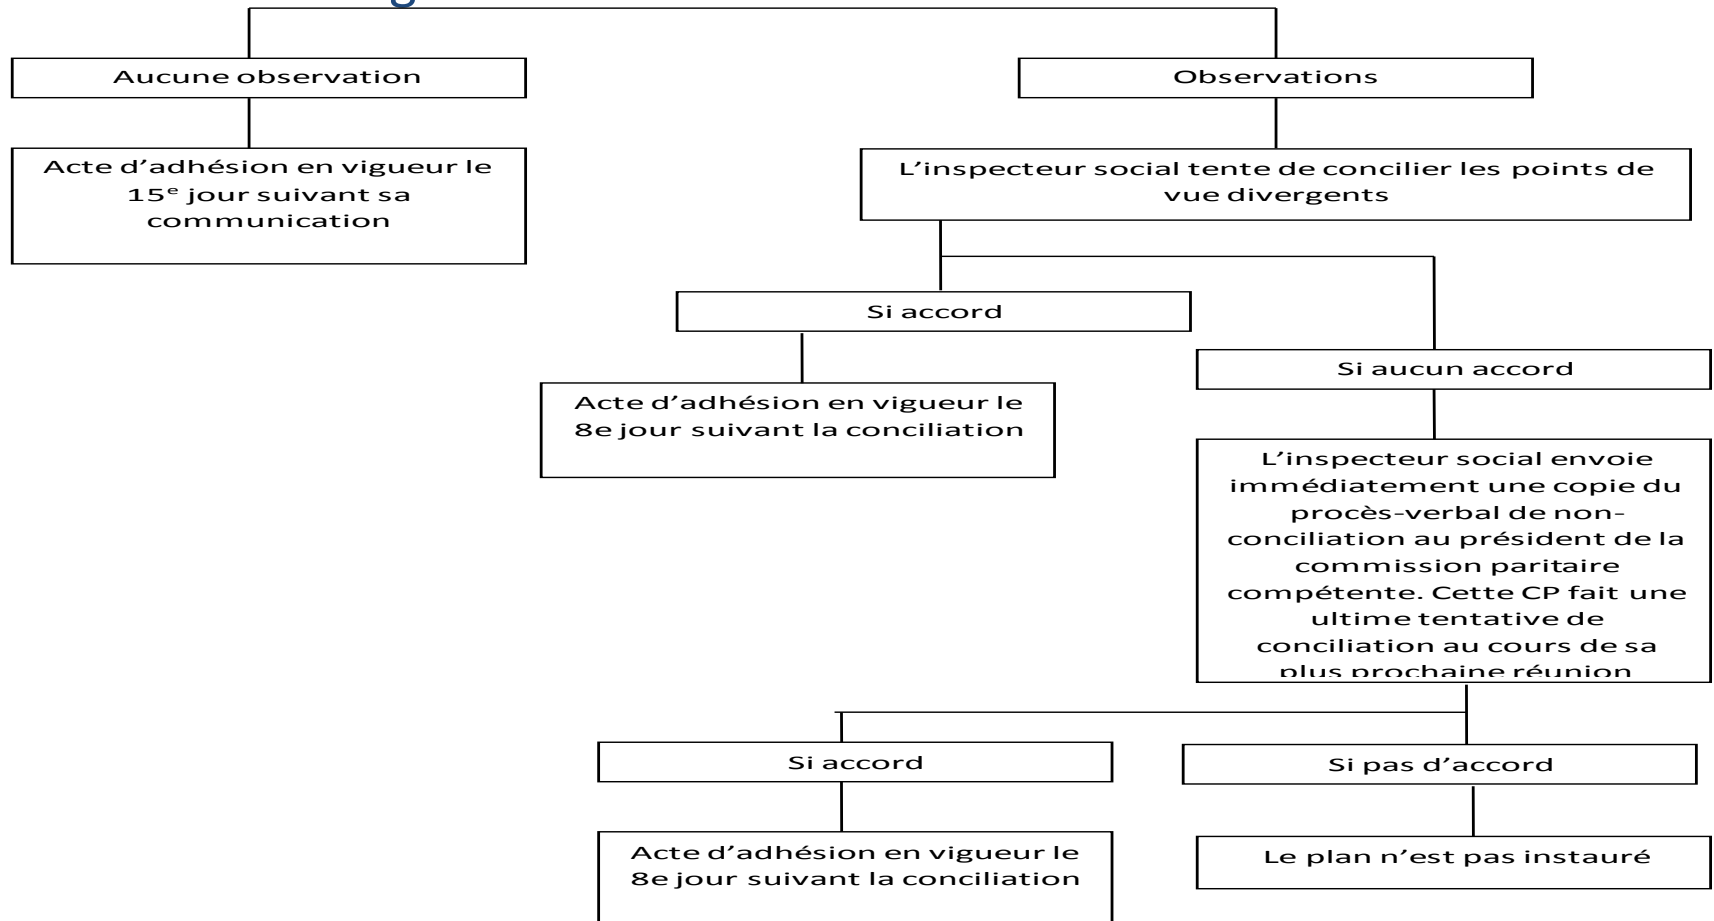 Aucune observation
Observations
Acte d’adhésion en vigueur le
15e jour suivant sa
communication
L’inspecteur social tente de concilier les points de
vue divergents
Si accord
Si aucun accord
Acte d’adhésion en vigueur le
8e jour suivant la conciliation
L’inspecteur social envoie
immédiatement une copie du
procès-verbal de non-
conciliation au président de la
commission paritaire
compétente. Cette CP fait une
ultime tentative de
conciliation au cours de sa
plus prochaine réunion
Si accord
Si pas d’accord
Acte d’adhésion en vigueur le
8e jour suivant la conciliation
Le plan n’est pas instauré